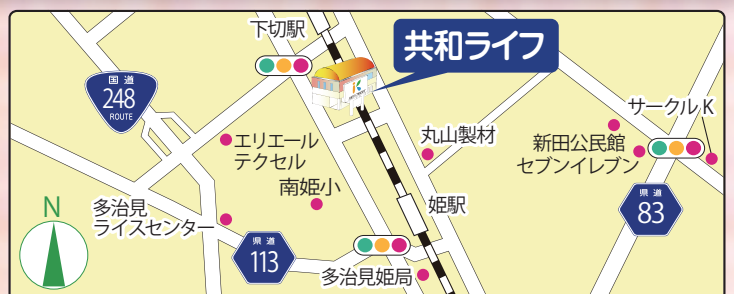 下切駅
共和ライフ
国道
248
ROUTE
サークルK
エリエール
テクセル
丸山製材
新田公民館
セブンイレブン
南姫小
N
多治見
ライスセンター
姫駅
県道
83
県道
113
多治見姫局